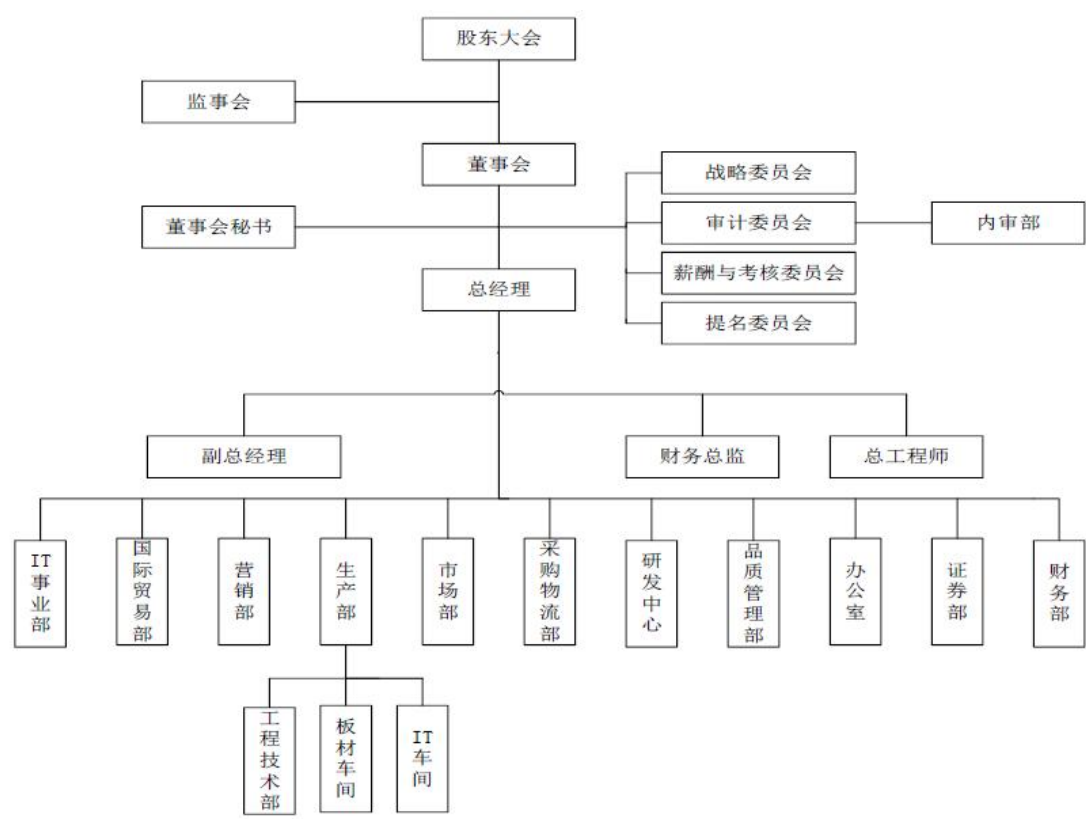 股东大会
监事会
董事会
战略委员会
董事会秘书
审计委员会
内审部
薪酬与考核委员会
总经理
提名委员会
副总经理
财务总监
总工程师
IT事业部
国际贸易部
营销部
生产部
市场部
采购物流部
研发中心
品质管理部
办公室
证券部
财务部
工程技术部
板材车间
IT车间